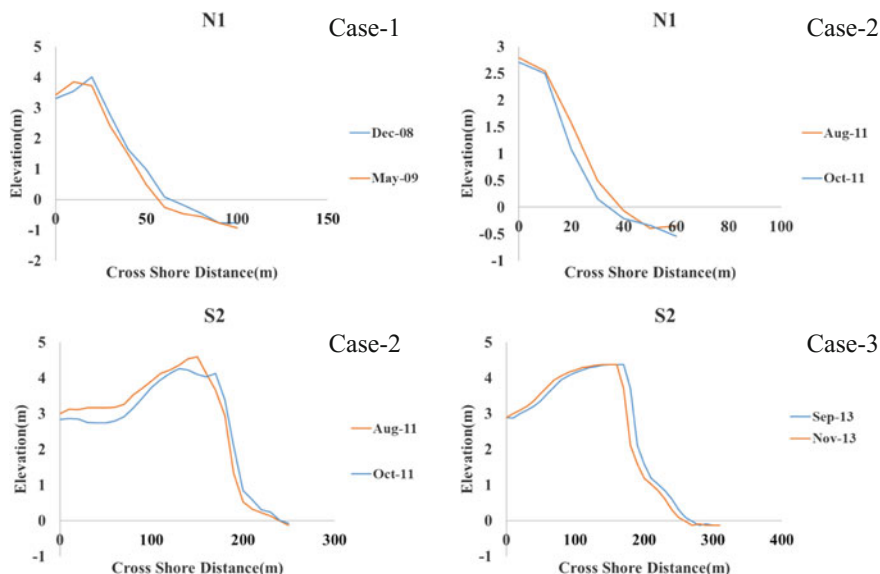 N1
Case-1
5
4
3
2
1
0
-1
-2
0
50
100
150
Elevation(m)
Cross Shore Distance(m)
Dec-08
May-09
N1
Case-2
3
2.5
2
1.5
1
0.5
0
-0.5
-1
0
20
40
60
80
100
Elevation(m)
Cross Shore Distance(m)
Aug-11
Oct-11
S2
Case-2
5
4
3
2
1
0
-1
0
100
200
300
Elevation(m)
Cross Shore Distance(m)
Aug-11
Oct-11
S2
Case-3
5
4
3
2
1
0
-1
0
100
200
300
400
Elevation(m)
Cross Shore Distance(m)
Sep-13
Nov-13